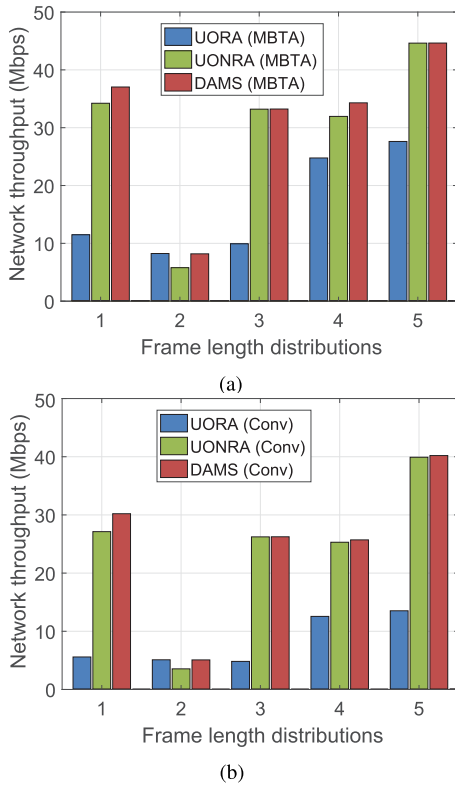 50
40
30
20
10
0
Network throughput (Mbps)
UORA (MBTA)
UONRA (MBTA)
DAMS (MBTA)
1 2 3 4 5
Frame length distributions
(a)
50
40
30
20
10
0
Network throughput (Mbps)
UORA (Conv)
UONRA (Conv)
DAMS (Conv)
1 2 3 4 5
Frame length distributions
(b)